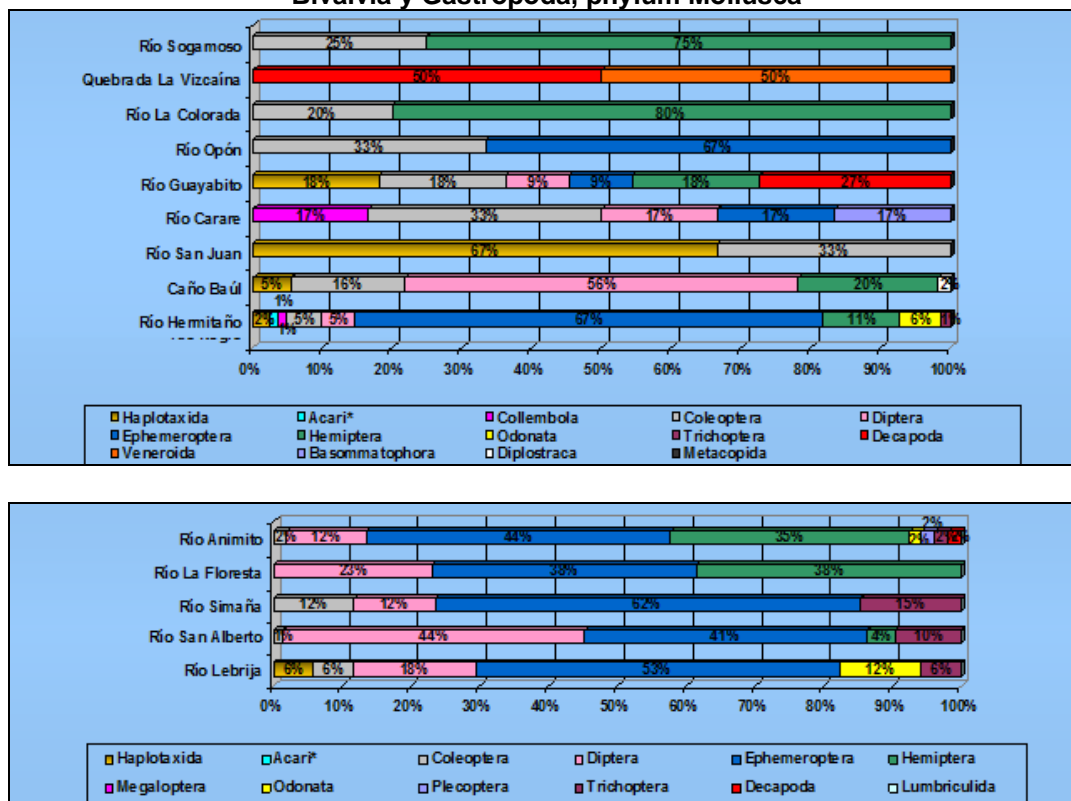 Bivalvia y Gastropoda, phylum Mollusca
Río Sogamoso 25% 75%
Quebrada La Vizcaína 50% 50%
Río La Colorada 20% 80%
Río Opón 33% 67%
Río Guayabito 18% 18% 9% 9% 18% 27%
Río Carare 17% 33% 17% 17% 17%
Río San Juan 67% 33%
Caño Baúl 5% 16% 56% 20% 2%
1%
Río Hermitaño 2% 5% 5% 67% 11% 6% 1%
1%
0% 10% 20% 30% 40% 50% 60% 70% 80% 90% 100%
Haplotaxida Acari* Collembola Coleoptera Diptera
Ephemeroptera Hemiptera Odonata Trichoptera Decapoda
Veneroida Basommatophora Diplostraca Metacopida
2%
Río Animito 2% 12% 44% 35% 2% 2% 2%
Río La Floresta 23% 38% 38%
Río Simaña 12% 12% 62% 15%
Río San Alberto 1% 44% 41% 4% 10%
Río Lebrija 6% 6% 18% 53% 12% 6%
0% 10% 20% 30% 40% 50% 60% 70% 80% 90% 100%
Haplotaxida Acari* Coleoptera Diptera Ephemeroptera Hemiptera
Megaloptera Odonata Plecoptera Trichoptera Decapoda Lumbriculida